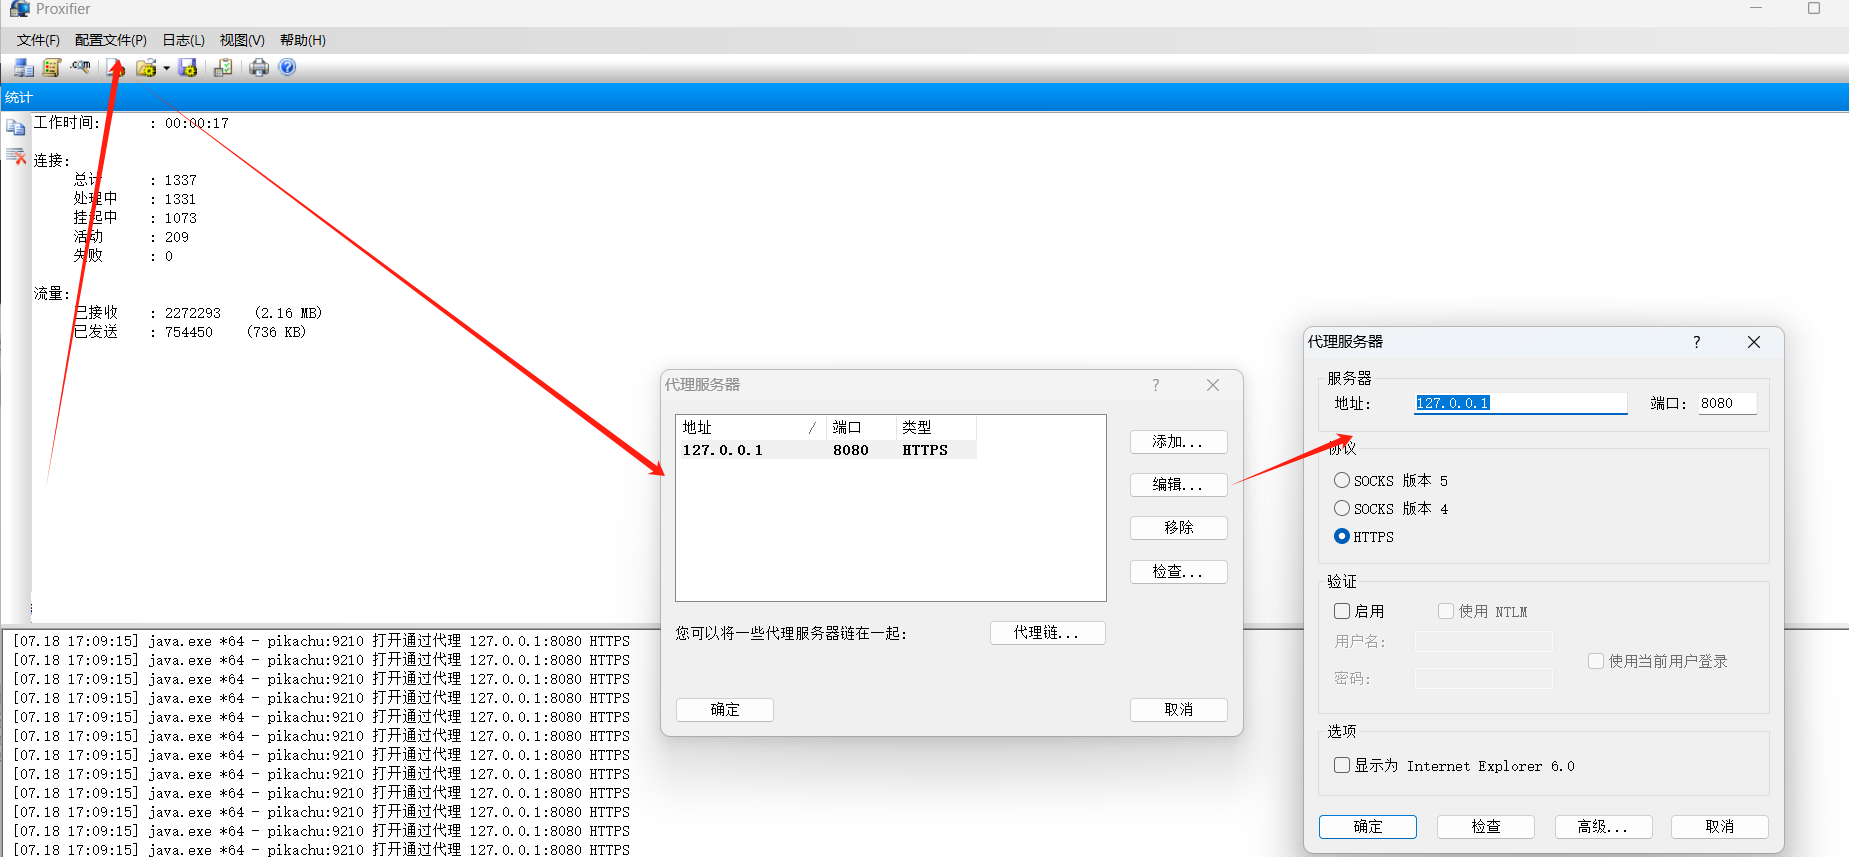 Proxifier
文件(F) 配置文件(P) 日志(L) 视图(V) 帮助(H)
统计
工作时间: : 00:00:17
连接:
总计 : 1337
处理中 : 1331
挂起中 : 1073
活动 : 209
失败 : 0
流量:
已接收 : 2272293 (2.16 MB)
已发送 : 754450 (736 KB)
[07.18 17:09:15] java.exe *64 - pikachu:9210 打开通过代理 127.0.0.1:8080 HTTPS
[07.18 17:09:15] java.exe *64 - pikachu:9210 打开通过代理 127.0.0.1:8080 HTTPS
[07.18 17:09:15] java.exe *64 - pikachu:9210 打开通过代理 127.0.0.1:8080 HTTPS
[07.18 17:09:15] java.exe *64 - pikachu:9210 打开通过代理 127.0.0.1:8080 HTTPS
[07.18 17:09:15] java.exe *64 - pikachu:9210 打开通过代理 127.0.0.1:8080 HTTPS
[07.18 17:09:15] java.exe *64 - pikachu:9210 打开通过代理 127.0.0.1:8080 HTTPS
[07.18 17:09:15] java.exe *64 - pikachu:9210 打开通过代理 127.0.0.1:8080 HTTPS
[07.18 17:09:15] java.exe *64 - pikachu:9210 打开通过代理 127.0.0.1:8080 HTTPS
[07.18 17:09:15] java.exe *64 - pikachu:9210 打开通过代理 127.0.0.1:8080 HTTPS
[07.18 17:09:15] java.exe *64 - pikachu:9210 打开通过代理 127.0.0.1:8080 HTTPS
[07.18 17:09:15] java.exe *64 - pikachu:9210 打开通过代理 127.0.0.1:8080 HTTPS
[07.18 17:09:15] java.exe *64 - pikachu:9210 打开通过代理 127.0.0.1:8080 HTTPS
代理服务器 ?
地址 / 端口 类型
127.0.0.1 8080 HTTPS
添加...
编辑...
移除
检查...
您可以将一些代理服务器链在一起: 代理链...
确定 取消
代理服务器 ?
服务器
地址: 127.0.0.1 端口: 8080
协议
SOCKS 版本 5
SOCKS 版本 4
HTTPS
验证
启用 使用 NTLM
用户名:
使用当前用户登录
密码:
选项
显示为 Internet Explorer 6.0
确定 检查 高级... 取消